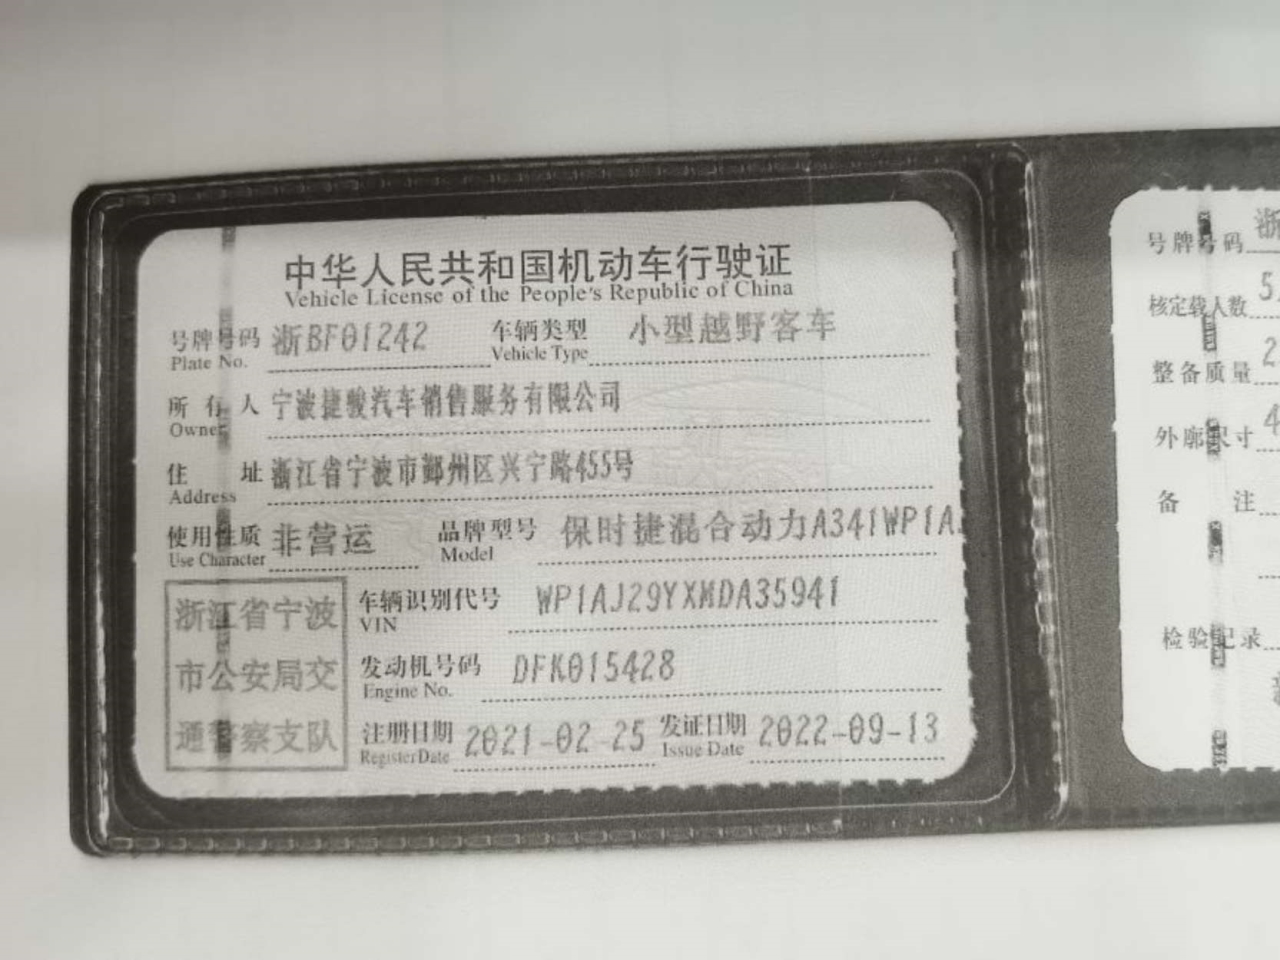 中华人民共和国机动车行驶证
Vehicle License of the People's Republic of China
号牌号码 浙BF01242 车辆类型 小型越野客车
Plate No. Vehicle Type
所有人 宁波捷骏汽车销售服务有限公司
Owner
住址 浙江省宁波市鄞州区兴宁路455号
Address
使用性质 非营运 品牌型号 保时捷混合动力A341WP1A
Use Character Model
浙江省宁波
市公安局交
通警察支队
车辆识别代号 WP1AJ29YXMDA35941
VIN
发动机号码 DFK015428
Engine No.
注册日期 2021-02-25 发证日期 2022-09-13
Register Date Issue Date
号牌号码 浙
核定载人数 5
整备质量 2
外廓尺寸 4
备注
检验记录